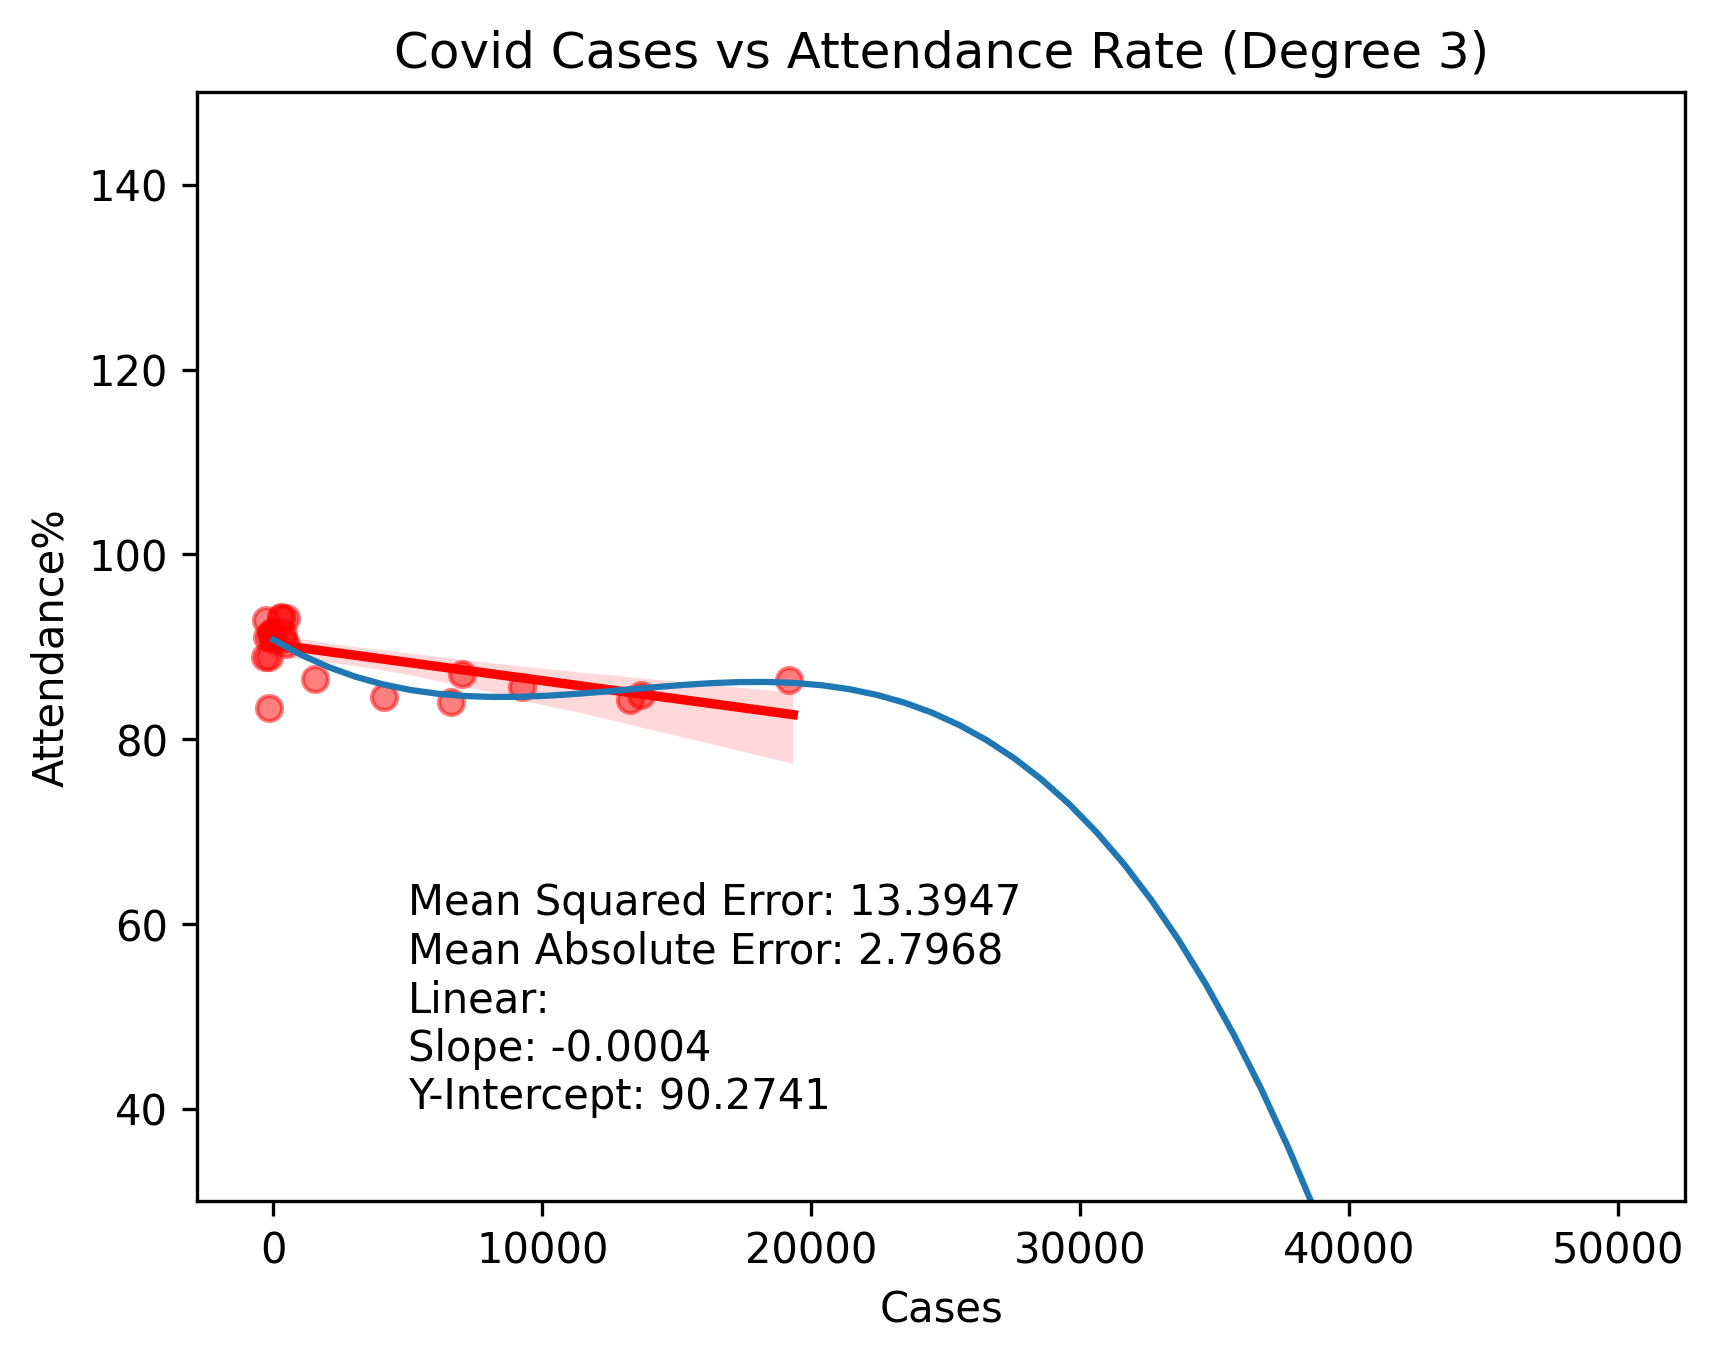 Covid Cases vs Attendance Rate (Degree 3)
140
120
100
80
60
40
Attendance%
Mean Squared Error: 13.3947
Mean Absolute Error: 2.7968
Linear:
Slope: -0.0004
Y-Intercept: 90.2741
0 10000 20000 30000 40000 50000
Cases